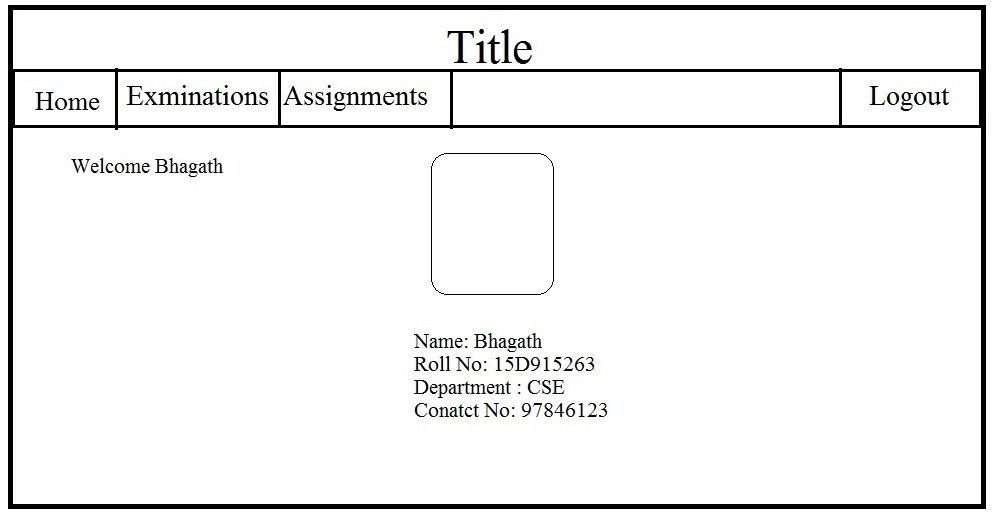 Title
Home Exminations Assignments Logout
Welcome Bhagath
Name: Bhagath
Roll No: 15D915263
Department : CSE
Conatct No: 97846123